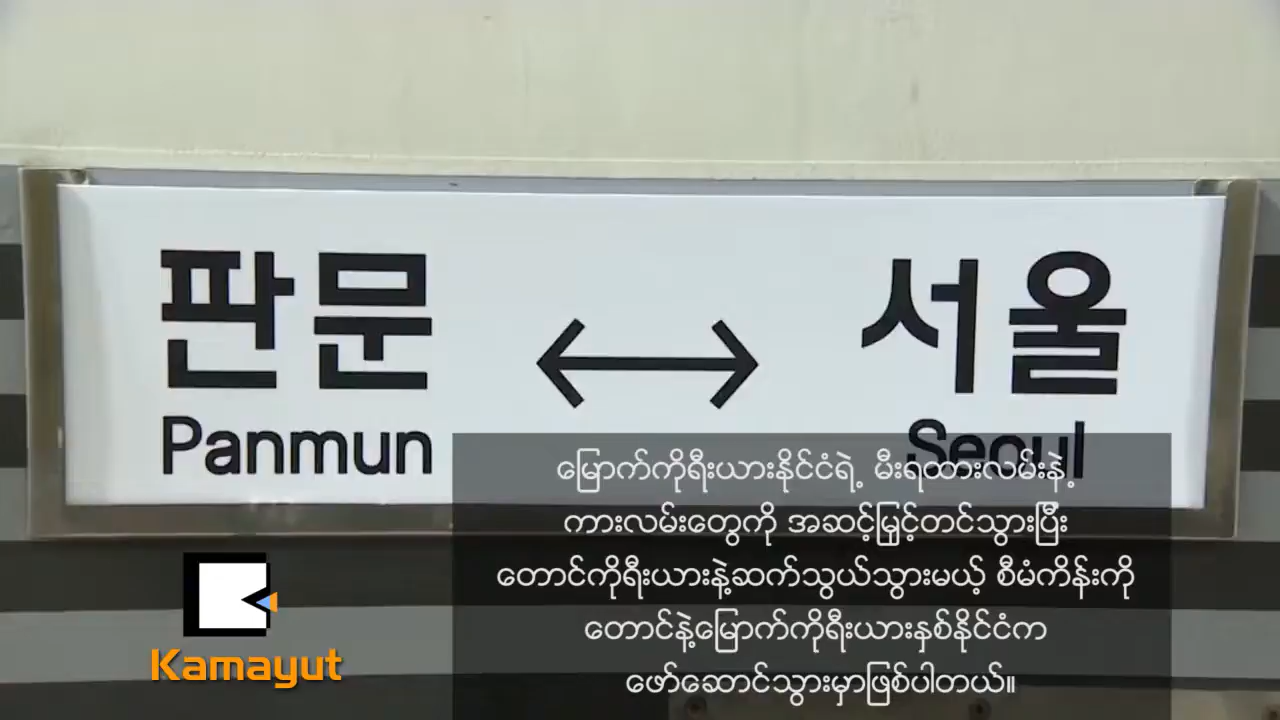 판문 ↔ 서울
Panmun Seoul
မြောက်ကိုရီးယားနိုင်ငံရဲ့ မီးရထားလမ်းနဲ့
ကားလမ်းတွေကို အဆင့်မြှင့်တင်သွားပြီး
တောင်ကိုရီးယားနဲ့ဆက်သွယ်သွားမယ့် စီမံကိန်းကို
တောင်နဲ့မြောက်ကိုရီးယားနှစ်နိုင်ငံက
ဖော်ဆောင်သွားမှာဖြစ်ပါတယ်။
Kamayut